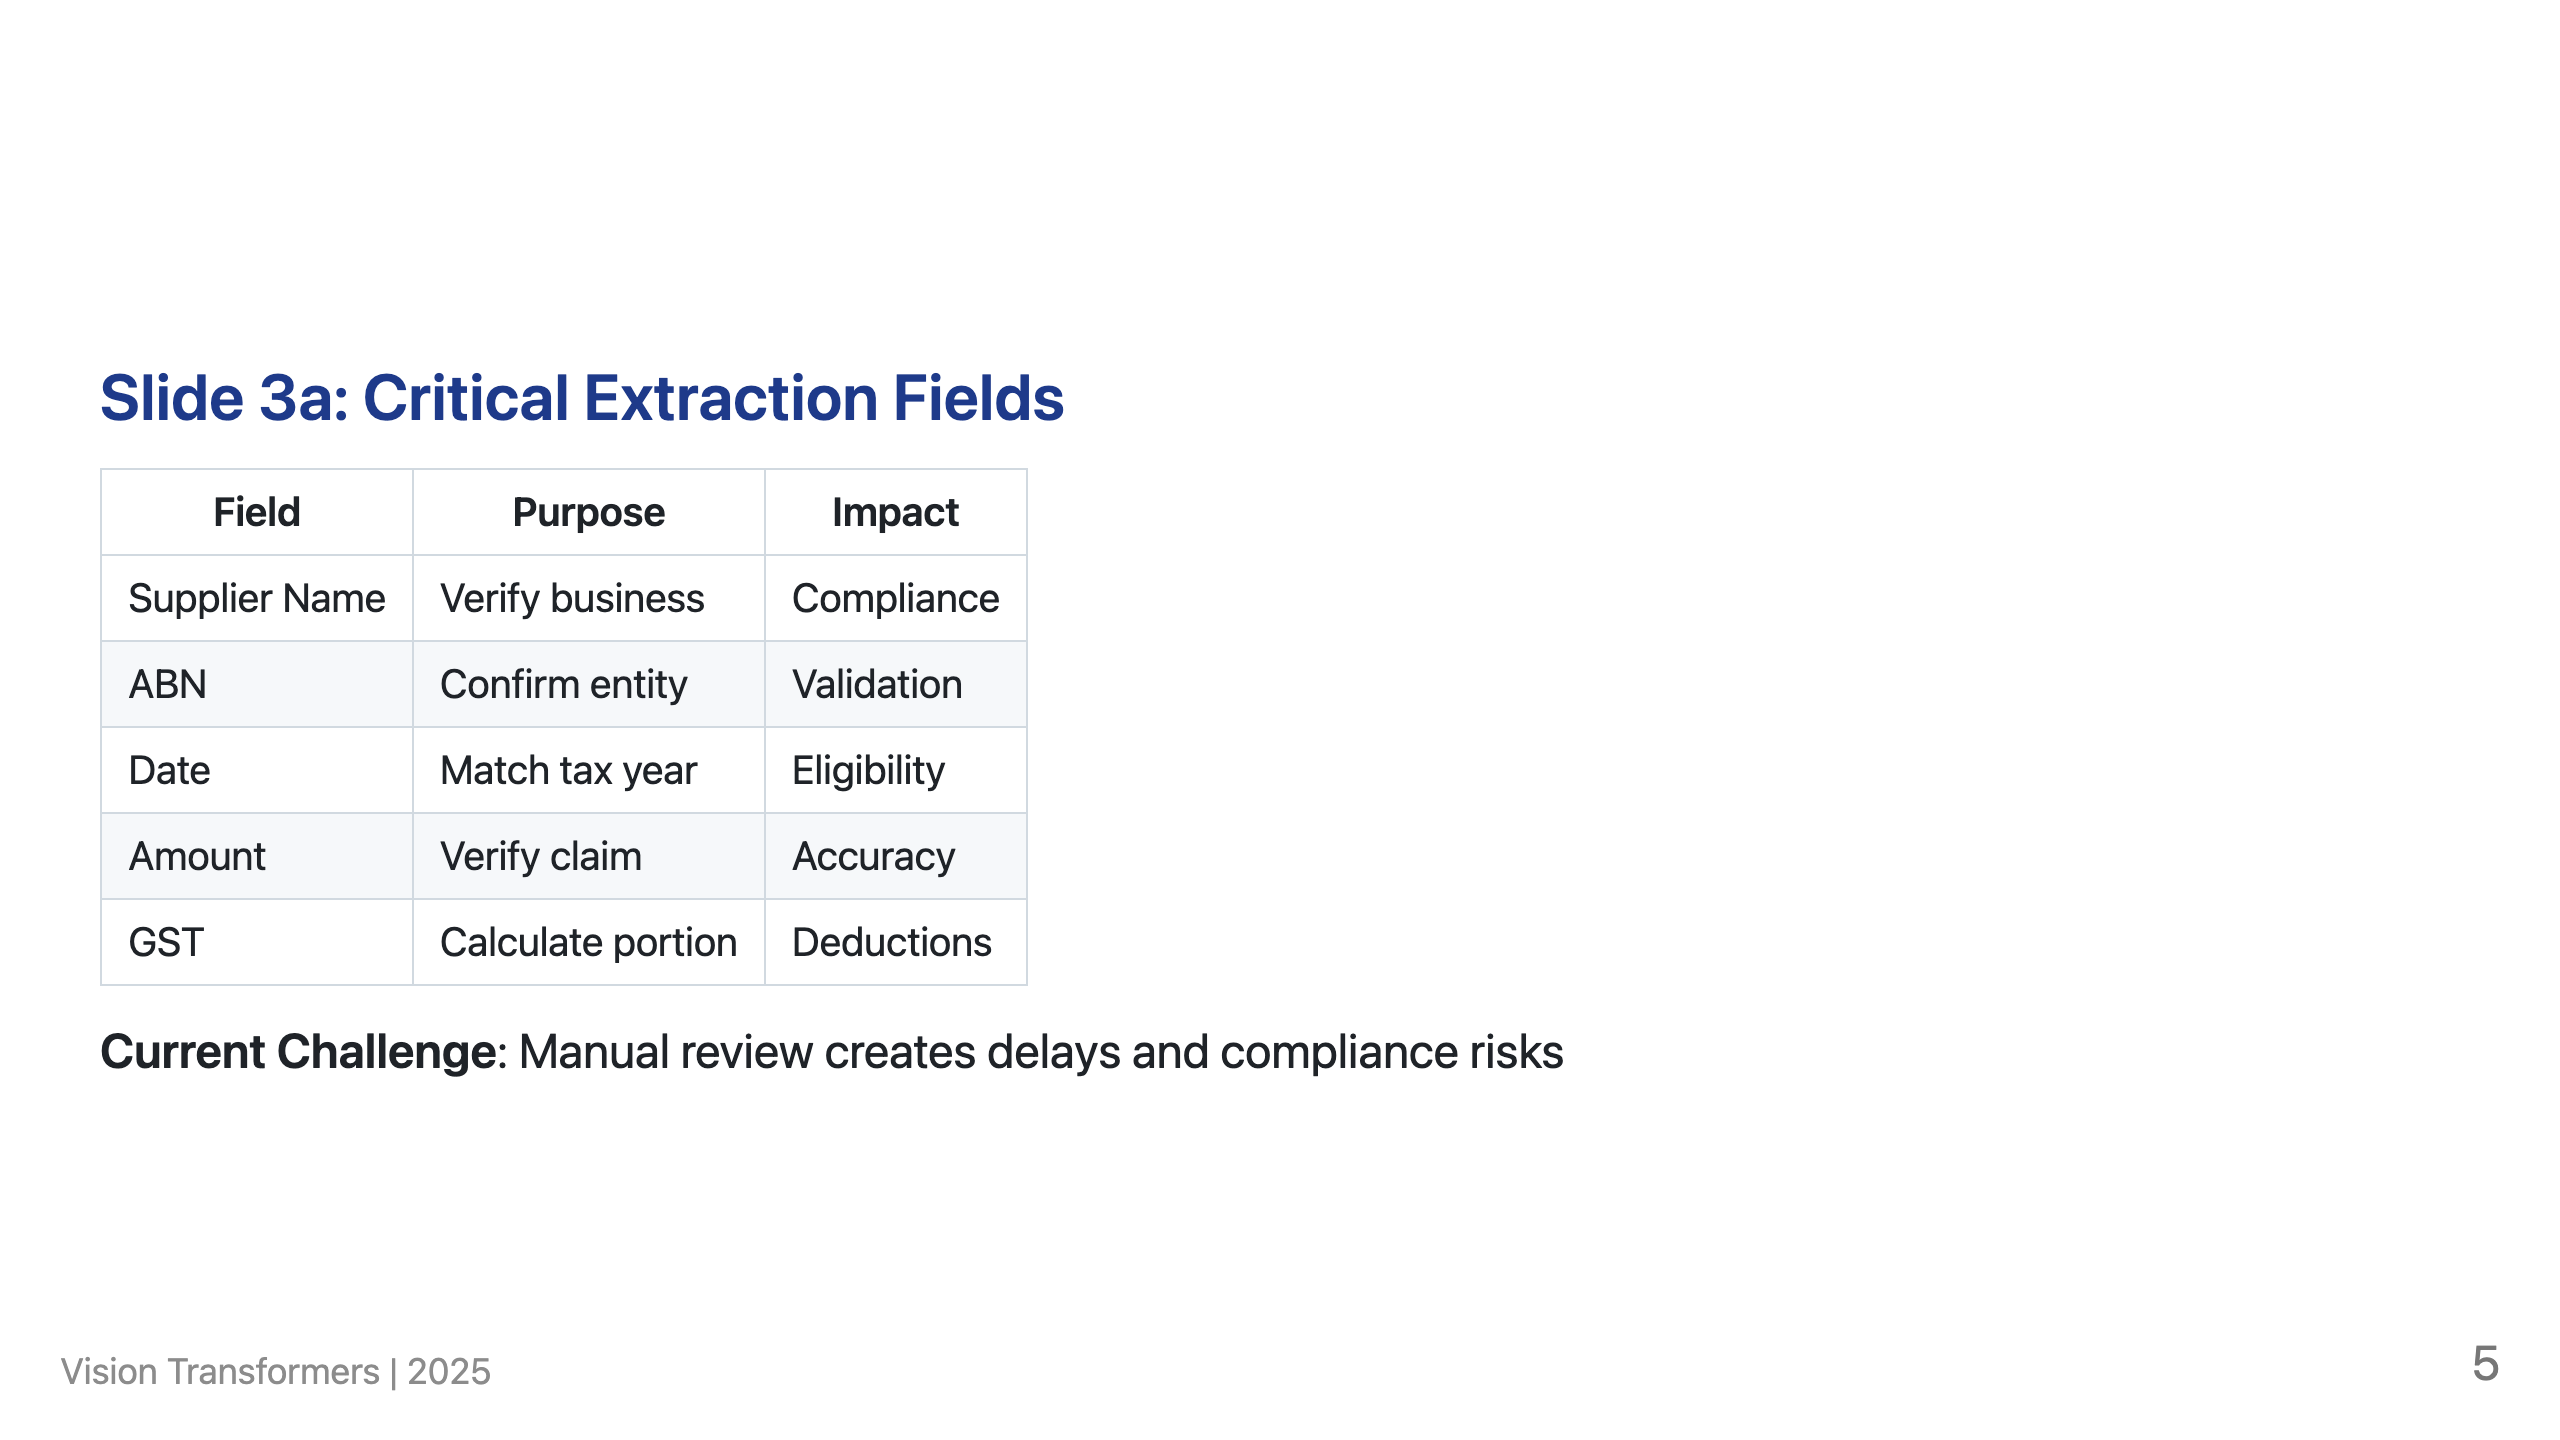 Slide 3a: Critical Extraction Fields
Field Purpose Impact
Supplier Name Verify business Compliance
ABN Confirm entity Validation
Date Match tax year Eligibility
Amount Verify claim Accuracy
GST Calculate portion Deductions
Current Challenge: Manual review creates delays and compliance risks
Vision Transformers | 2025
5